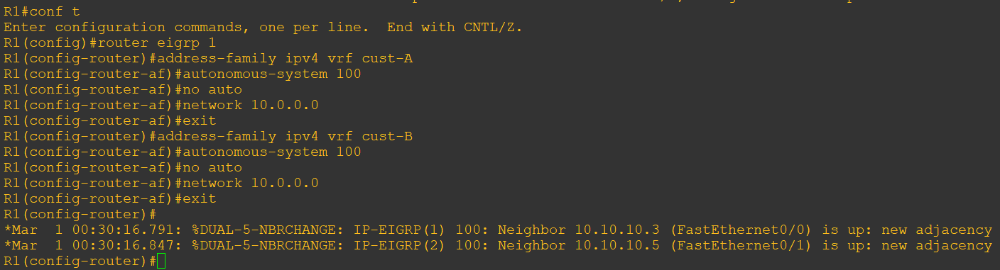 R1#conf t
Enter configuration commands, one per line.  End with CNTL/Z.
R1(config)#router eigrp 1
R1(config-router)#address-family ipv4 vrf cust-A
R1(config-router-af)#autonomous-system 100
R1(config-router-af)#no auto
R1(config-router-af)#network 10.0.0.0
R1(config-router-af)#exit
R1(config-router)#address-family ipv4 vrf cust-B
R1(config-router-af)#autonomous-system 100
R1(config-router-af)#no auto
R1(config-router-af)#network 10.0.0.0
R1(config-router-af)#exit
R1(config-router)#
*Mar  1 00:30:16.791: %DUAL-5-NBRCHANGE: IP-EIGRP(1) 100: Neighbor 10.10.10.3 (FastEthernet0/0) is up: new adjacency
*Mar  1 00:30:16.847: %DUAL-5-NBRCHANGE: IP-EIGRP(2) 100: Neighbor 10.10.10.5 (FastEthernet0/1) is up: new adjacency
R1(config-router)#